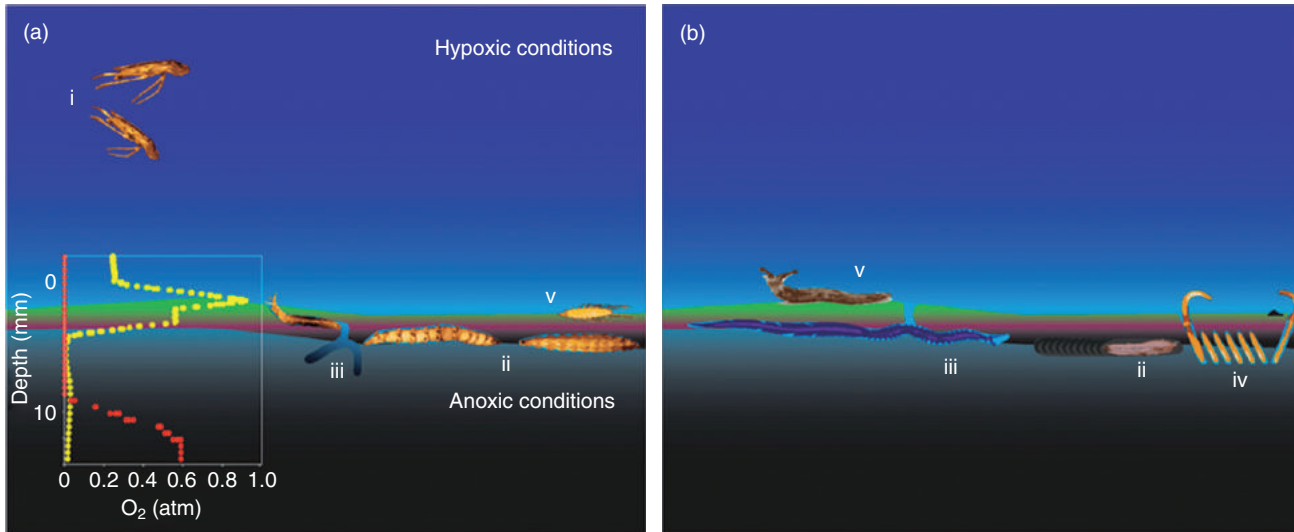 (a)
Hypoxic conditions
i
0
Depth (mm)
10
0 0.2 0.4 0.6 0.8 1.0
O₂ (atm)
iii
ii
v
Anoxic conditions
(b)
v
iii
ii
iv